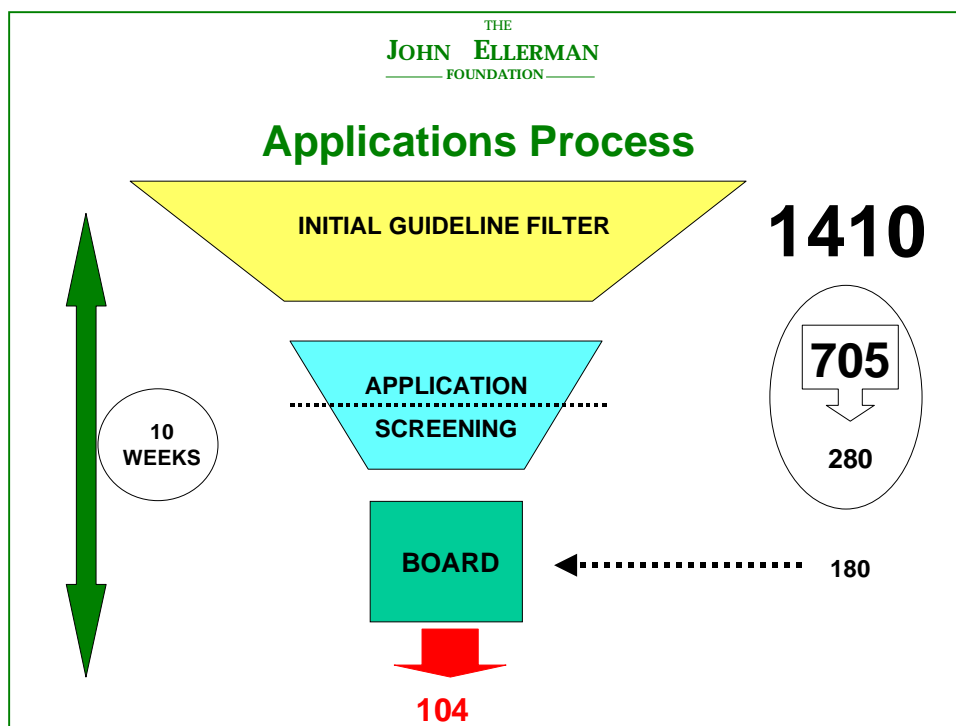 THE
JOHN ELLERMAN
FOUNDATION
Applications Process
INITIAL GUIDELINE FILTER
1410
705
APPLICATION
SCREENING
280
10
WEEKS
BOARD
180
104